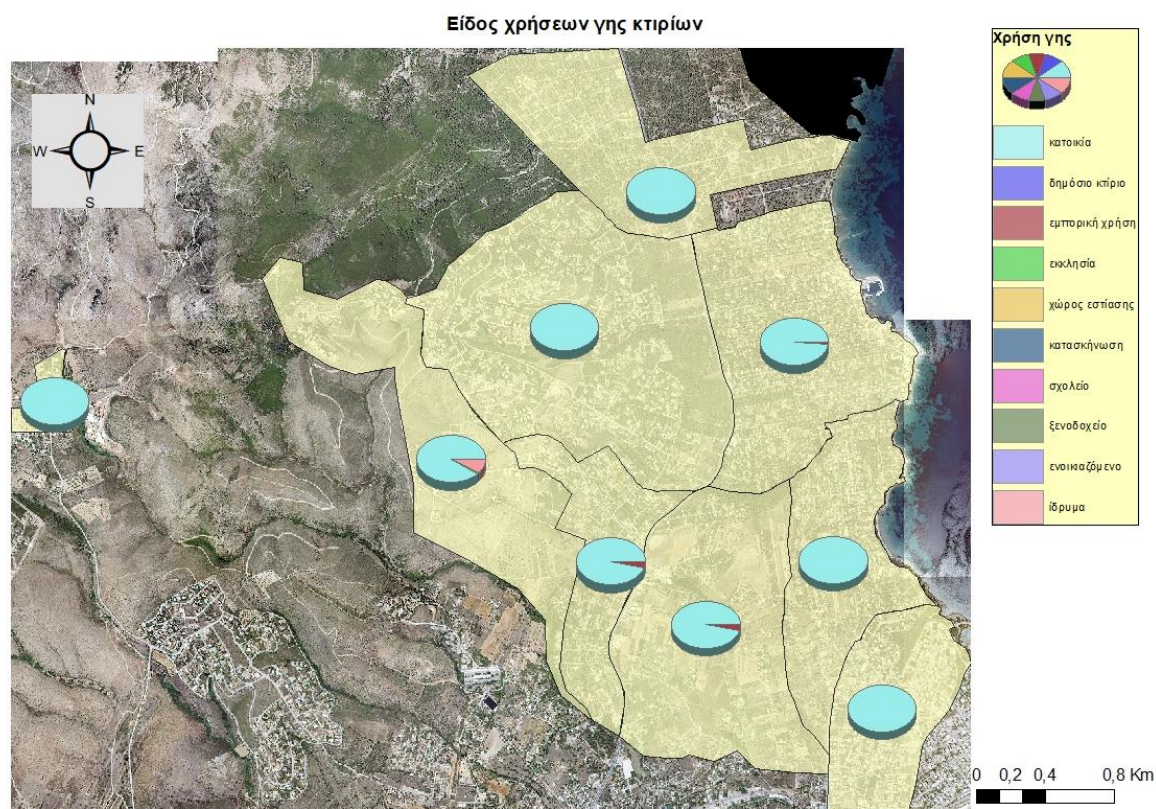 Είδος χρήσεων γης κτιρίων
N
W E
S
Χρήση γης
κατοικία
δημόσιο κτίριο
εμπορική χρήση
εκκλησία
χώρος εστίασης
κατασκήνωση
σχολείο
ξενοδοχείο
ενοικιαζόμενο
ίδρυμα
0 0,2 0,4 0,8 Km